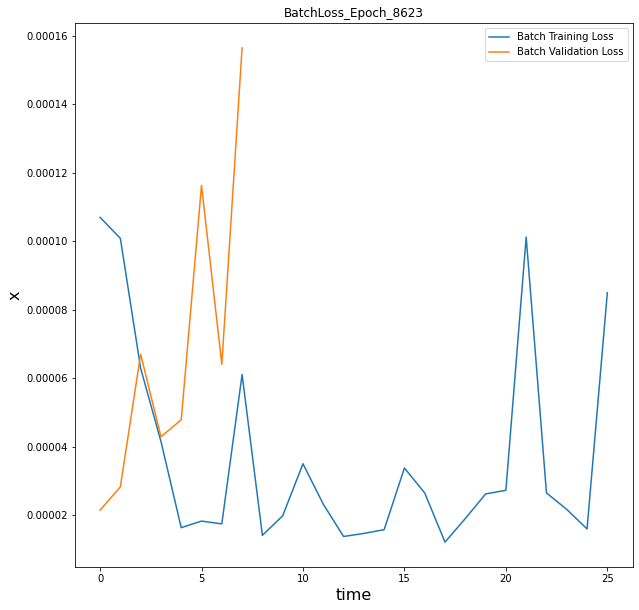 BatchLoss_Epoch_8623
Batch Training Loss
Batch Validation Loss
0.00016
0.00014
0.00012
0.00010
0.00008
0.00006
0.00004
0.00002
x
0 5 10 15 20 25
time